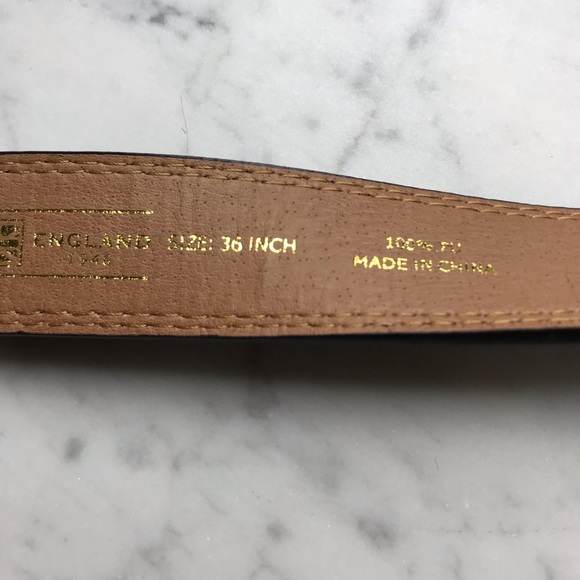 ENGLAND
SIZE: 36 INCH
100% PU
MADE IN CHINA